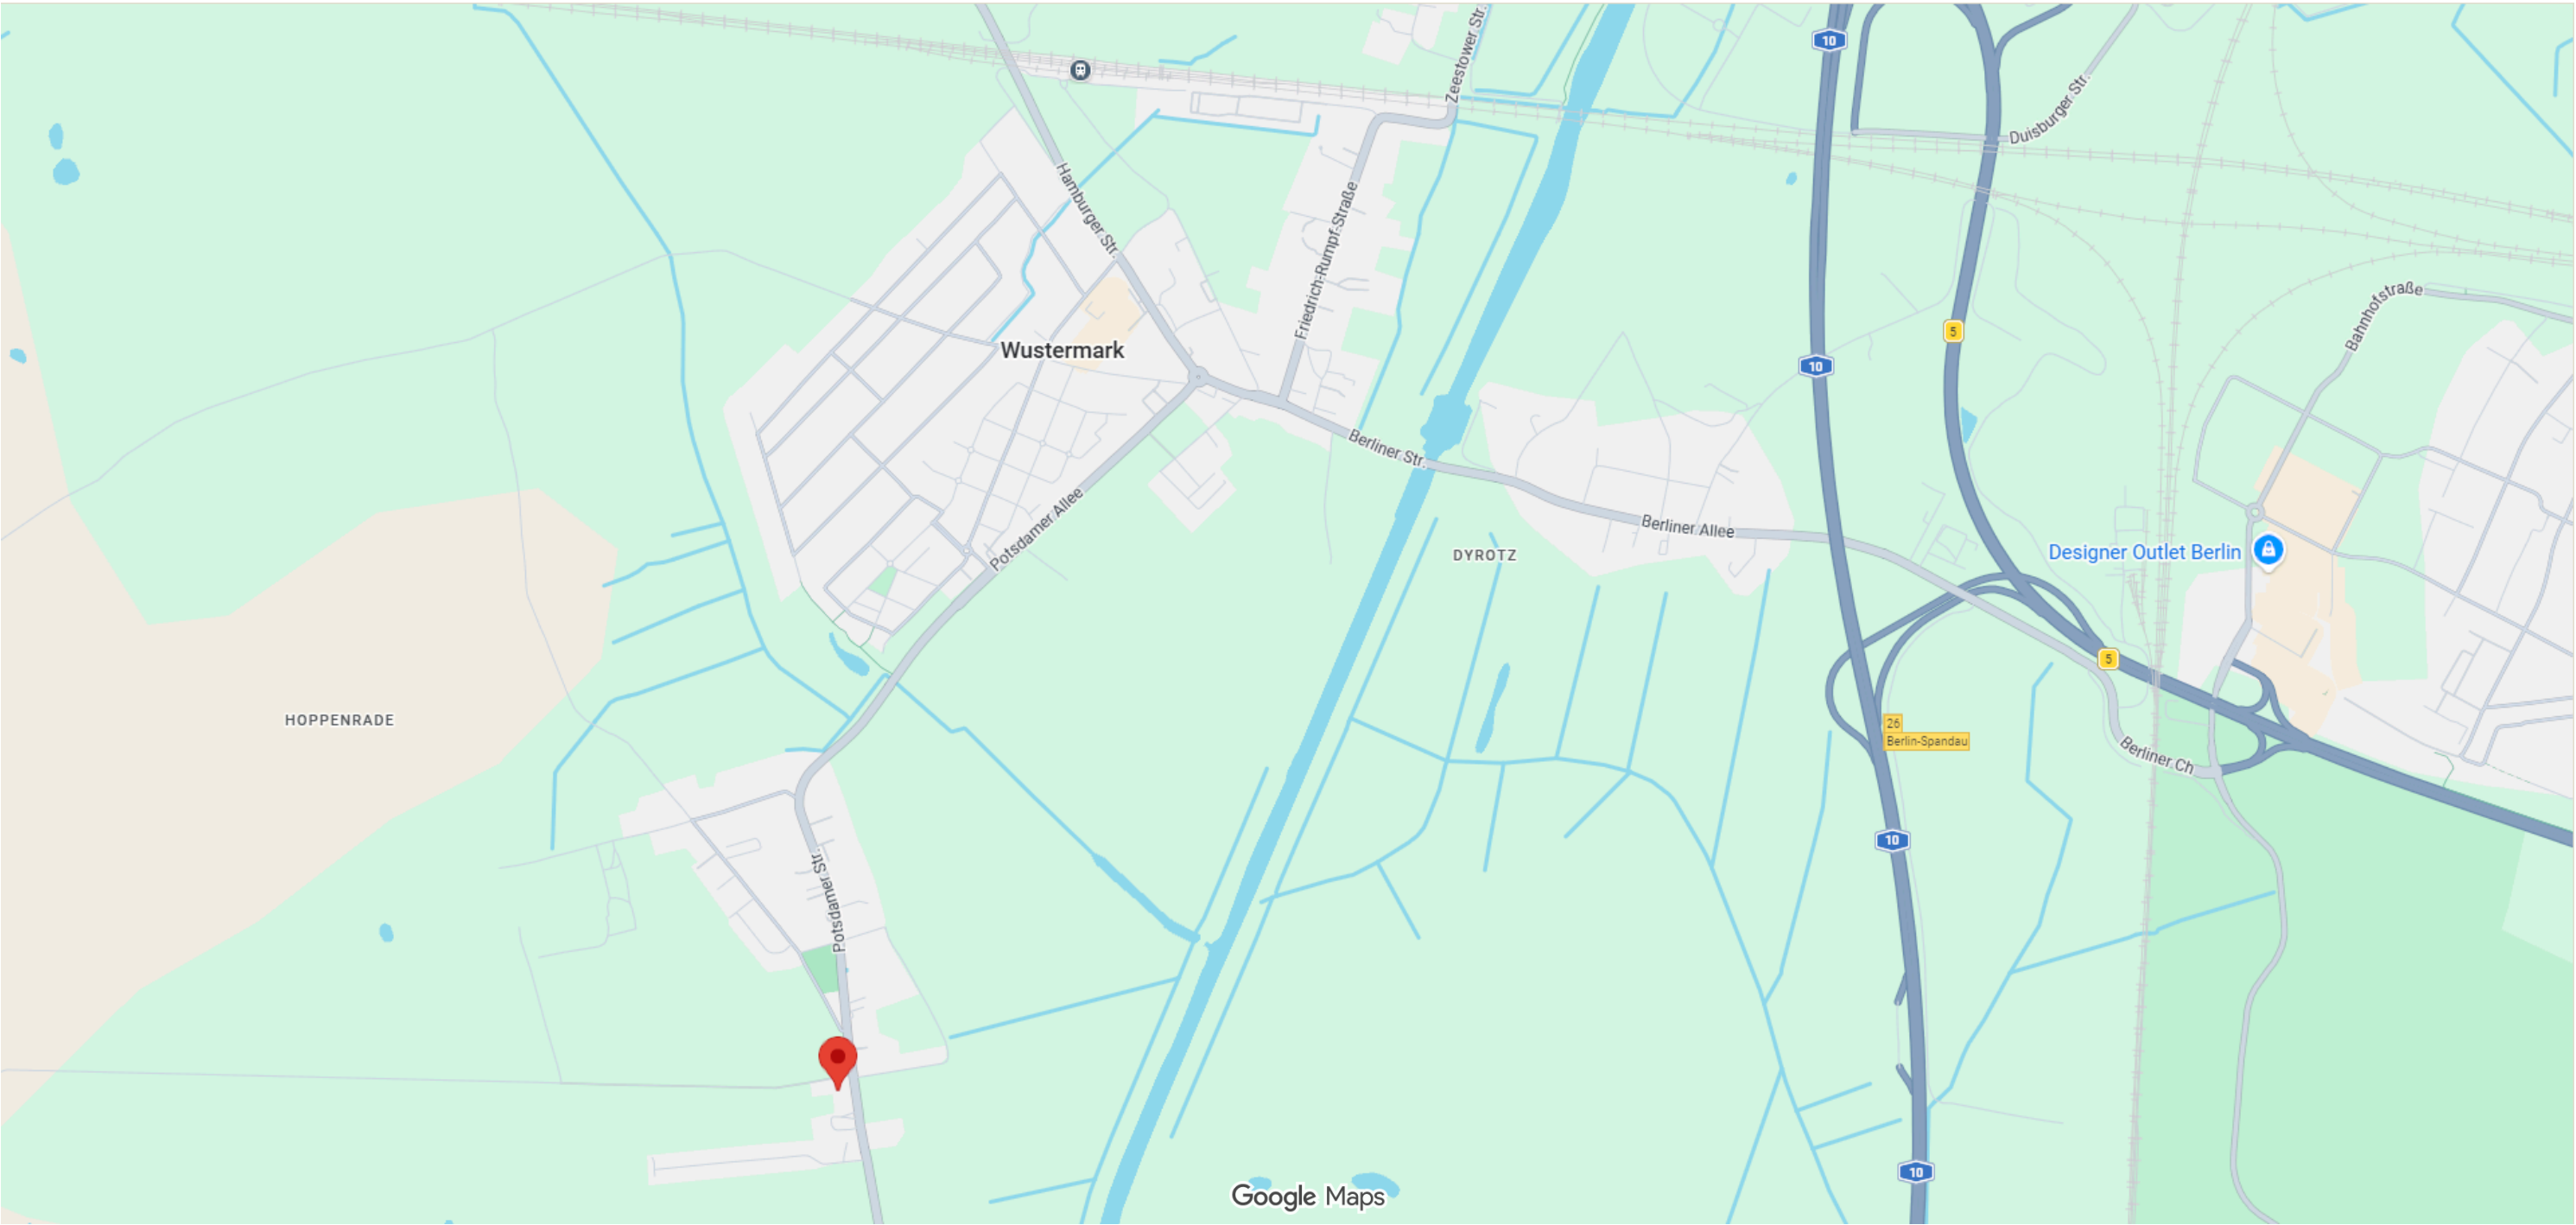 Zeestower Str.
10
Duisburger Str.
Hamburger Str.
Friedrich-Rumpf-Straße
Bahnhofstraße
5
Wustermark
10
Berliner Str.
Potsdamer Allee
Berliner Allee
DYROTZ
Designer Outlet Berlin
5
HOPPENRADE
26
Berlin-Spandau
Berliner Ch
10
Potsdamer Str.
10
Google Maps